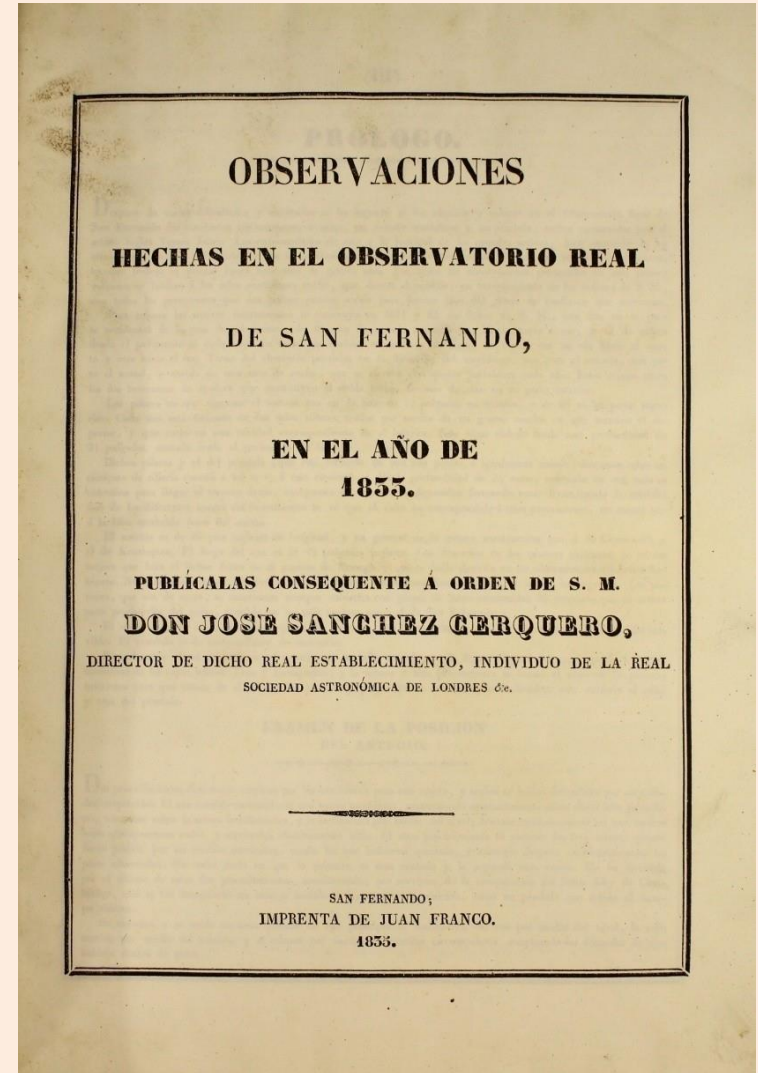 OBSERVACIONES
HECHAS EN EL OBSERVATORIO REAL
DE SAN FERNANDO,
EN EL AÑO DE
1833.
PUBLÍCALAS CONSEQUENTE Á ORDEN DE S. M.
DON JOSÉ SANCHEZ CERQUERO,
DIRECTOR DE DICHO REAL ESTABLECIMIENTO, INDIVIDUO DE LA REAL
SOCIEDAD ASTRONÓMICA DE LONDRES &c.
SAN FERNANDO;
IMPRENTA DE JUAN FRANCO.
1835.